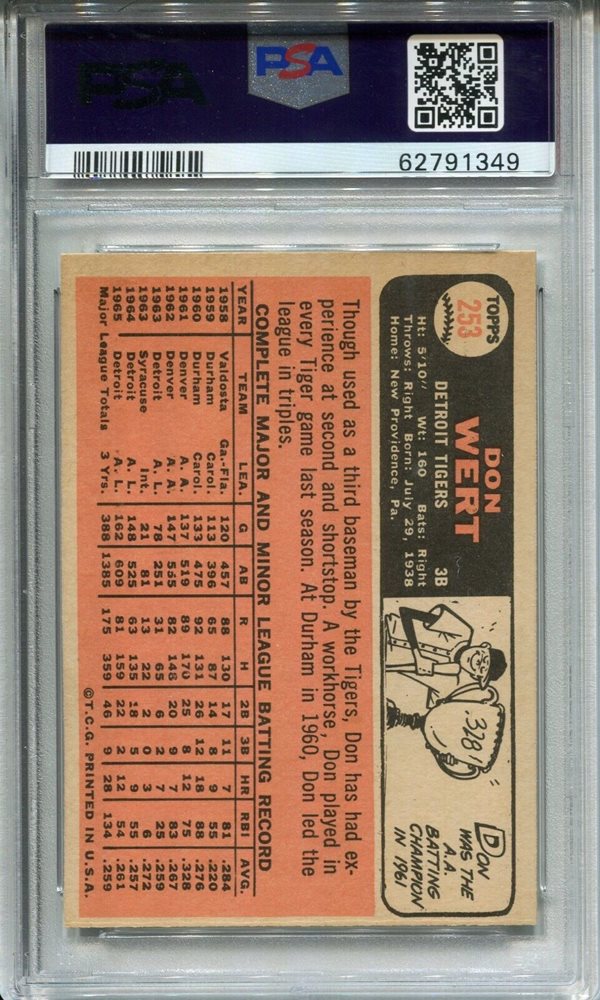 PSA
PSA
62791349
TOPPS
253
DON
WERT
DETROIT TIGERS 3B
Ht: 5'10" Wt: 160 Bats: Right
Throws: Right Born: July 29, 1938
Home: New Providence, Pa.
.328!
DON
WAS THE
A.A.
BATTING
CHAMPION
IN 1961
Though used as a third baseman by the Tigers, Don has had ex-
perience at second and shortstop. A workhorse, Don played in
every Tiger game last season. At Durham in 1960, Don led the
league in triples.
COMPLETE MAJOR AND MINOR LEAGUE BATTING RECORD
YEAR TEAM LEA. G AB R H 2B 3B HR RBI AVG.
1958 Valdosta Ga.-Fla. 120 457 88 130 17 11 7 81 .284
1959 Durham Carol. 113 396 65 87 14 8 9 55 .220
1960 Durham Carol. 133 475 92 131 26 12 18 88 .276
1961 Denver A. A. 137 519 89 170 25 8 12 75 .328
1962 Denver A. A. 147 555 82 148 20 9 7 83 .267
1963 Detroit A. L. 78 251 31 65 6 2 7 25 .259
1963 Syracuse Int. 21 81 13 22 2 0 3 6 .272
1964 Detroit A. L. 148 525 63 135 18 5 9 55 .257
1965 Detroit A. L. 162 609 81 159 22 2 12 54 .261
Major League Totals 3 Yrs. 388 1385 175 359 46 9 28 134 .259
©T.C.G. PRINTED IN U.S.A.